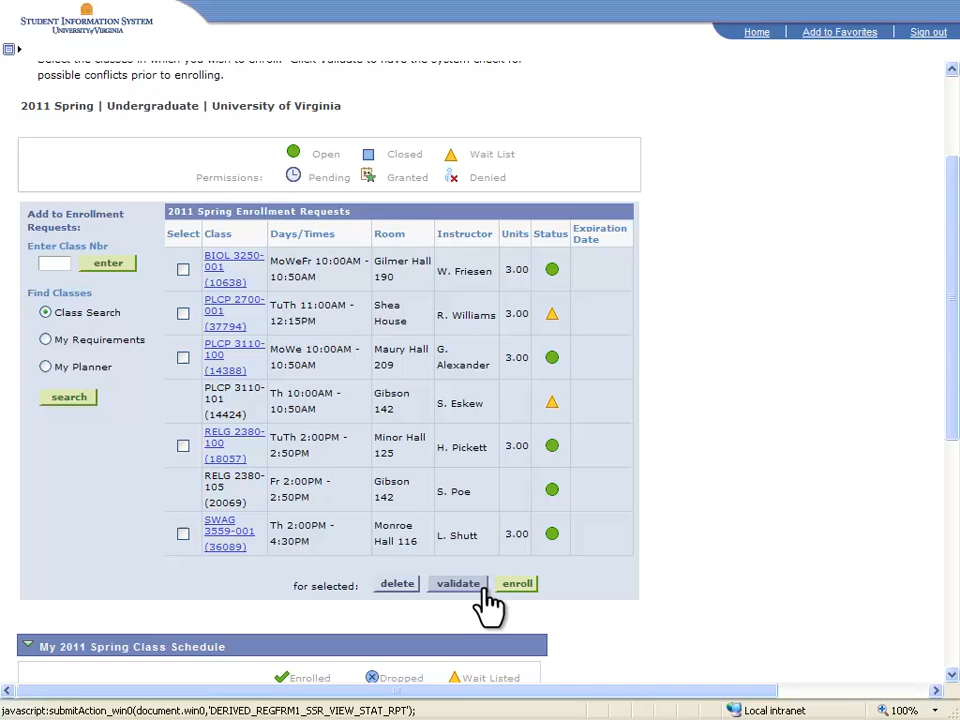 STUDENT INFORMATION SYSTEM
UNIVERSITY of VIRGINIA
Home
Add to Favorites
Sign out
possible conflicts prior to enrolling.
2011 Spring | Undergraduate | University of Virginia
Open Closed Wait List
Permissions: Pending Granted Denied
Add to Enrollment
Requests:
Enter Class Nbr
enter
Find Classes
Class Search
My Requirements
My Planner
search
2011 Spring Enrollment Requests
Select Class Days/Times Room Instructor Units Status Expiration
Date
BIOL 3250-
001
(10638)
MoWeFr 10:00AM -
10:50AM
Gilmer Hall
190
W. Friesen
3.00
PLCP 2700-
001
(37794)
TuTh 11:00AM -
12:15PM
Shea
House
R. Williams
3.00
PLCP 3110-
100
(14388)
MoWe 10:00AM -
10:50AM
Maury Hall
209
G.
Alexander
3.00
PLCP 3110-
101
(14424)
Th 10:00AM -
10:50AM
Gibson
142
S. Eskew
RELG 2380-
100
(18057)
TuTh 2:00PM -
2:50PM
Minor Hall
125
H. Pickett
3.00
RELG 2380-
105
(20069)
Fr 2:00PM -
2:50PM
Gibson
142
S. Poe
SWAG
3559-001
(36089)
Th 2:00PM -
4:30PM
Monroe
Hall 116
L. Shutt
3.00
for selected: delete validate enroll
My 2011 Spring Class Schedule
Enrolled Dropped Wait Listed
javascript:submitAction_win0(document.win0,'DERIVED_REGFRM1_SSR_VIEW_STAT_RPT');
Local intranet
100%